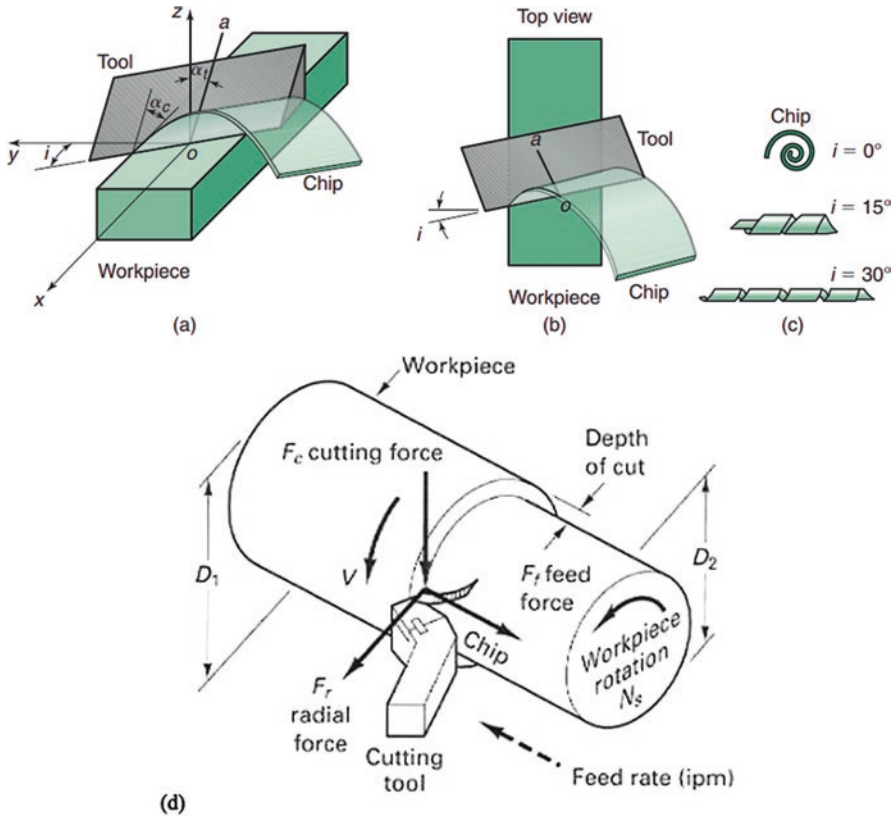 z
a
Tool
αt
αc
y
i
o
Chip
Workpiece
x
(a)
Top view
a
Tool
o
i
Workpiece
Chip
(b)
Chip
i = 0°
i = 15°
i = 30°
(c)
Workpiece
Fc cutting force
Depth
of cut
D1
V
D2
Ff feed
force
Chip
Workpiece
rotation
Ns
Fr
radial
force
Cutting
tool
Feed rate (ipm)
(d)